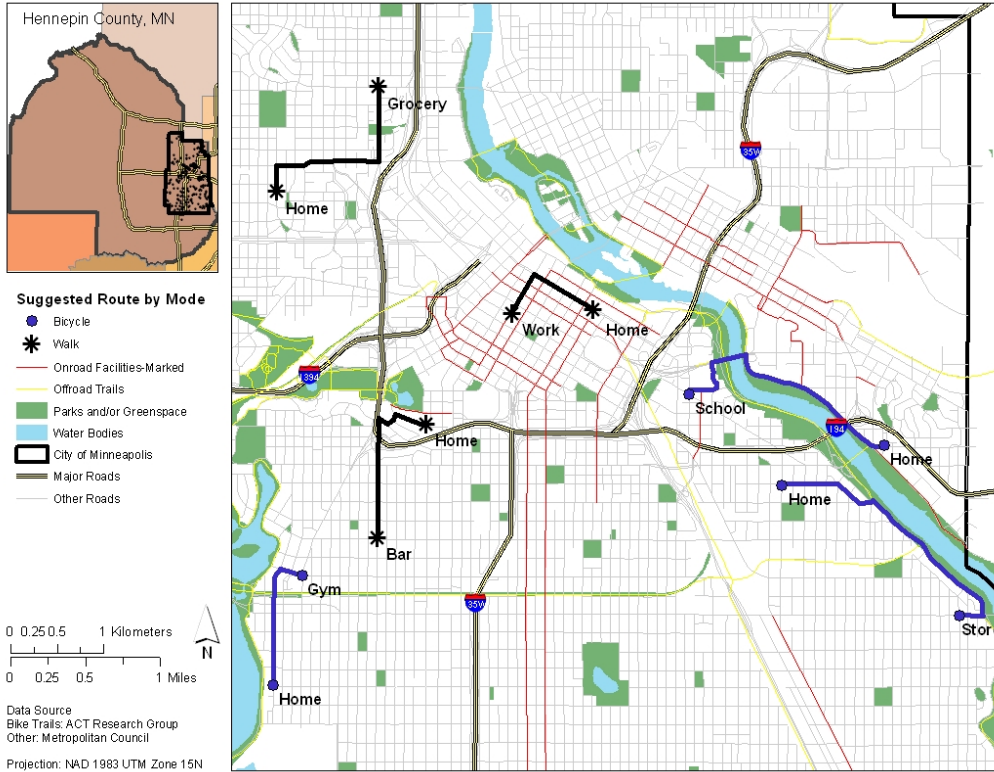 Hennepin County, MN
Suggested Route by Mode
Bicycle
Walk
Onroad Facilities-Marked
Offroad Trails
Parks and/or Greenspace
Water Bodies
City of Minneapolis
Major Roads
Other Roads
0 0.25 0.5 1 Kilometers
0 0.25 0.5 1 Miles
N
Data Source
Bike Trails: ACT Research Group
Other: Metropolitan Council
Projection: NAD 1983 UTM Zone 15N
Grocery
35W
Home
Work
Home
394
School
Home
194
Home
Home
Bar
Gym
35W
Stor
Home